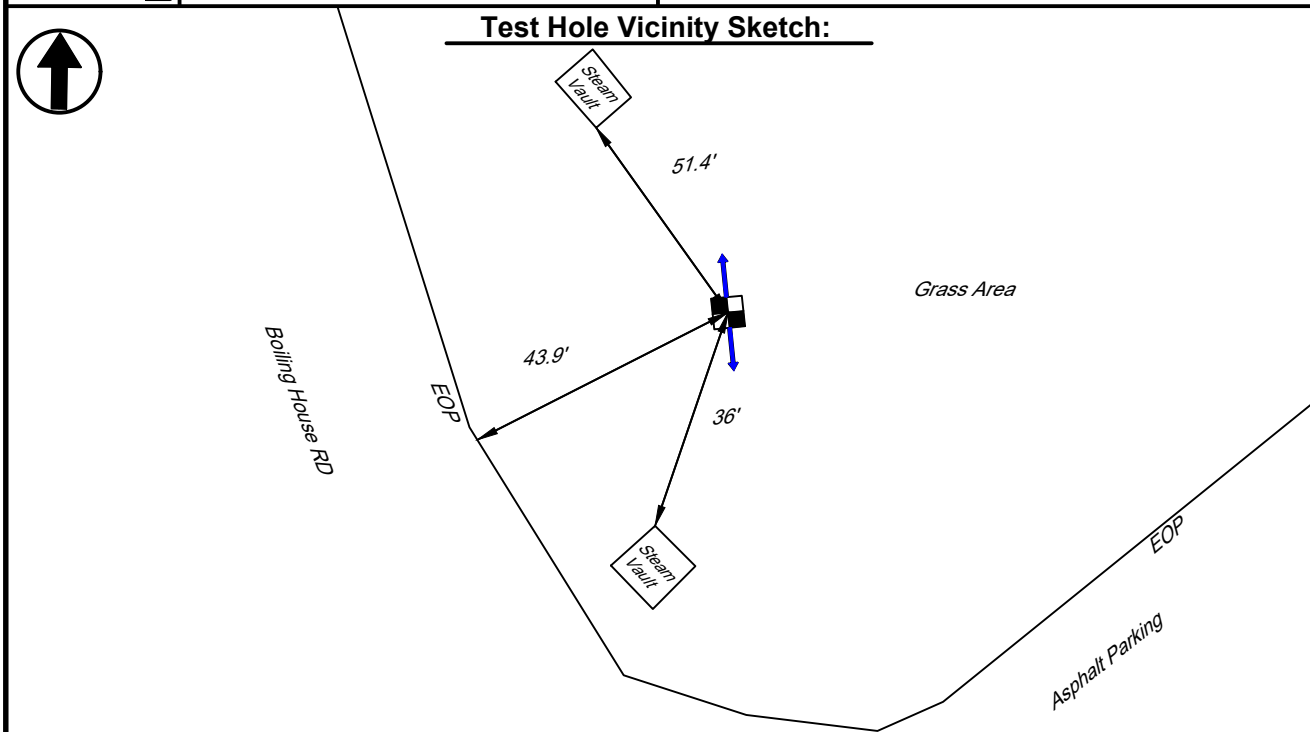 Test Hole Vicinity Sketch:
Steam
Vault
51.4'
Grass Area
43.9'
Boiling House RD
EOP
36'
Steam
Vault
EOP
Asphalt Parking